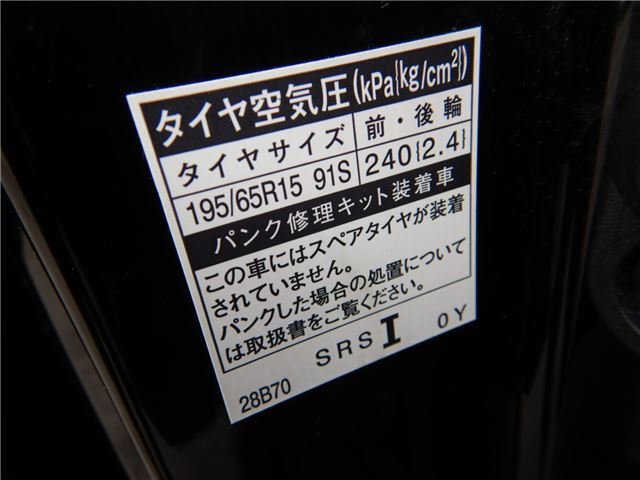 タイヤ空気圧(kPa{kg/cm²})
タイヤサイズ 前・後輪
195/65R15 91S 240{2.4}
パンク修理キット装着車
この車にはスペアタイヤが装着
されていません。
パンクした場合の処置について
は取扱書をご覧ください。
28B70 SRS I 0Y